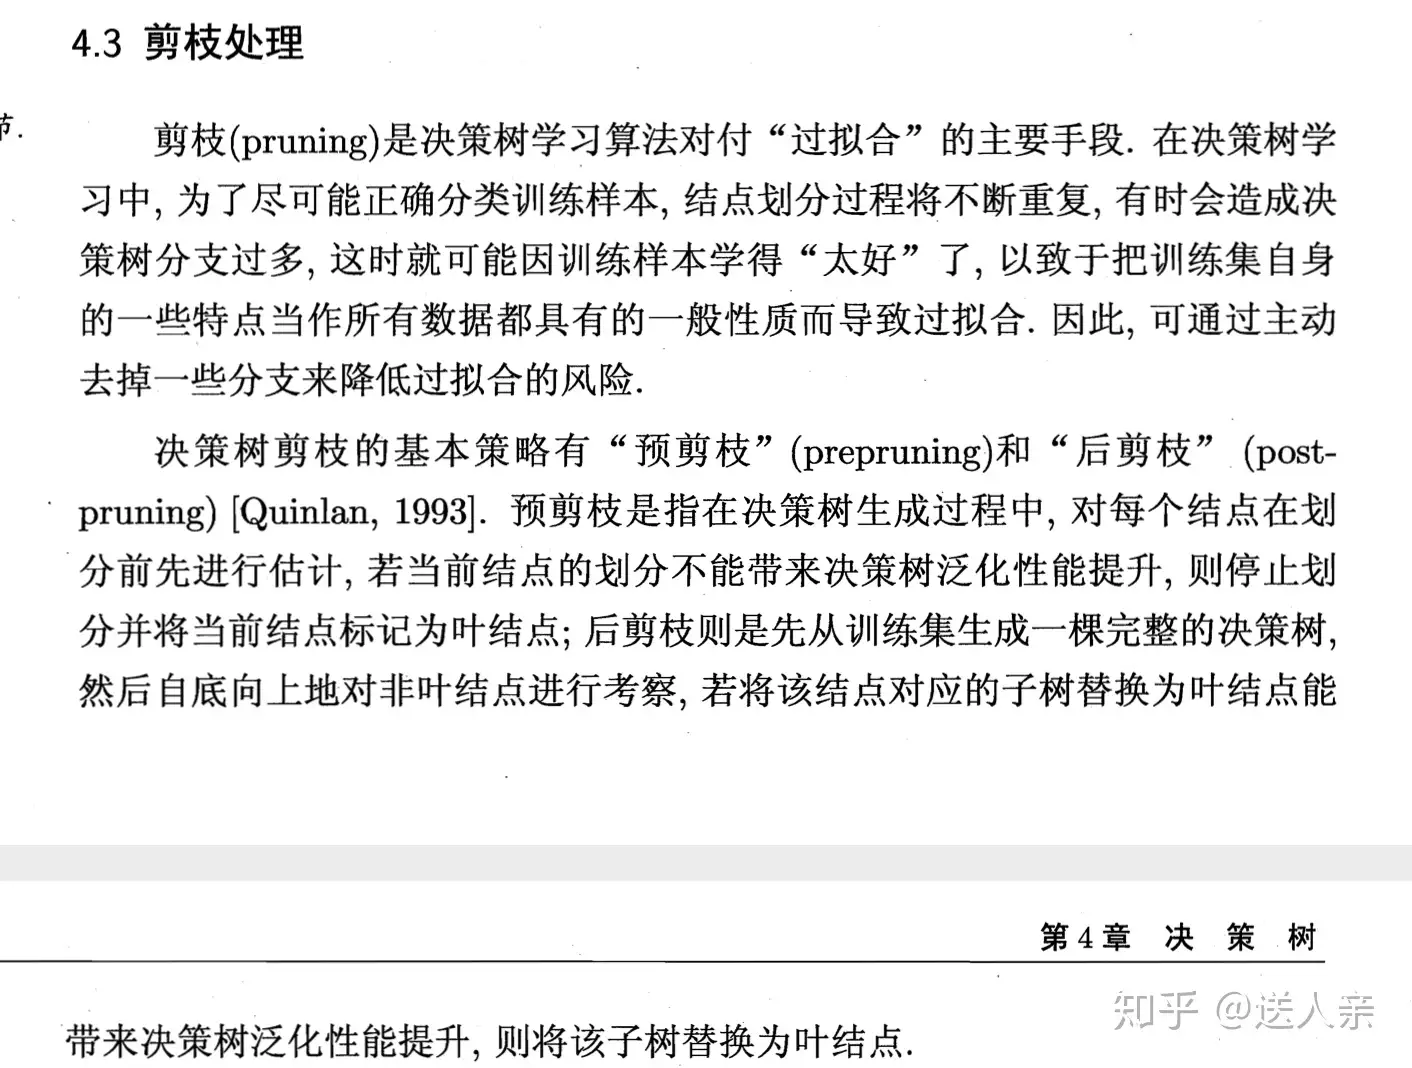 4.3 剪枝处理
节.
剪枝(pruning)是决策树学习算法对付“过拟合”的主要手段. 在决策树学
习中, 为了尽可能正确分类训练样本, 结点划分过程将不断重复, 有时会造成决
策树分支过多, 这时就可能因训练样本学得“太好”了, 以致于把训练集自身
的一些特点当作所有数据都具有的一般性质而导致过拟合. 因此, 可通过主动
去掉一些分支来降低过拟合的风险.
决策树剪枝的基本策略有“预剪枝”(prepruning)和“后剪枝” (post-
pruning) [Quinlan, 1993]. 预剪枝是指在决策树生成过程中, 对每个结点在划
分前先进行估计, 若当前结点的划分不能带来决策树泛化性能提升, 则停止划
分并将当前结点标记为叶结点; 后剪枝则是先从训练集生成一棵完整的决策树,
然后自底向上地对非叶结点进行考察, 若将该结点对应的子树替换为叶结点能
第4章 决 策 树
带来决策树泛化性能提升, 则将该子树替换为叶结点.
知乎 @送人亲